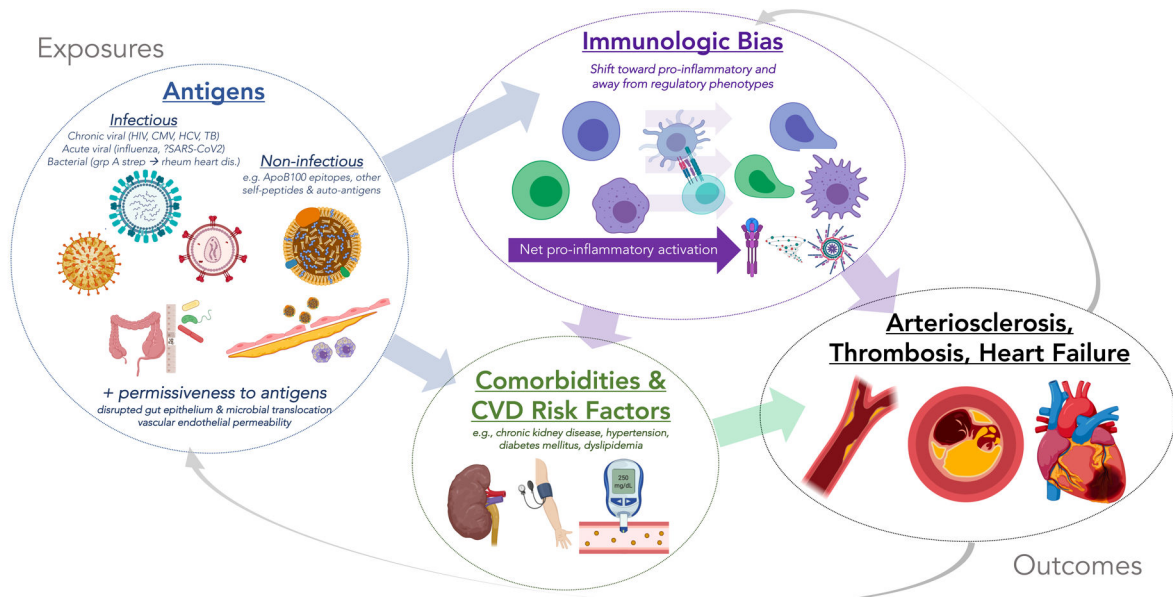 Exposures
Antigens
Infectious
Chronic viral (HIV, CMV, HCV, TB)
Acute viral (influenza, ?SARS-CoV2)
Bacterial (grp A strep → rheum heart dis.)
Non-infectious
e.g. ApoB100 epitopes, other
self-peptides & auto-antigens
+ permissiveness to antigens
disrupted gut epithelium & microbial translocation
vascular endothelial permeability
Immunologic Bias
Shift toward pro-inflammatory and
away from regulatory phenotypes
Net pro-inflammatory activation
Comorbidities &
CVD Risk Factors
e.g., chronic kidney disease, hypertension,
diabetes mellitus, dyslipidemia
250
mg/dL
Arteriosclerosis,
Thrombosis, Heart Failure
Outcomes